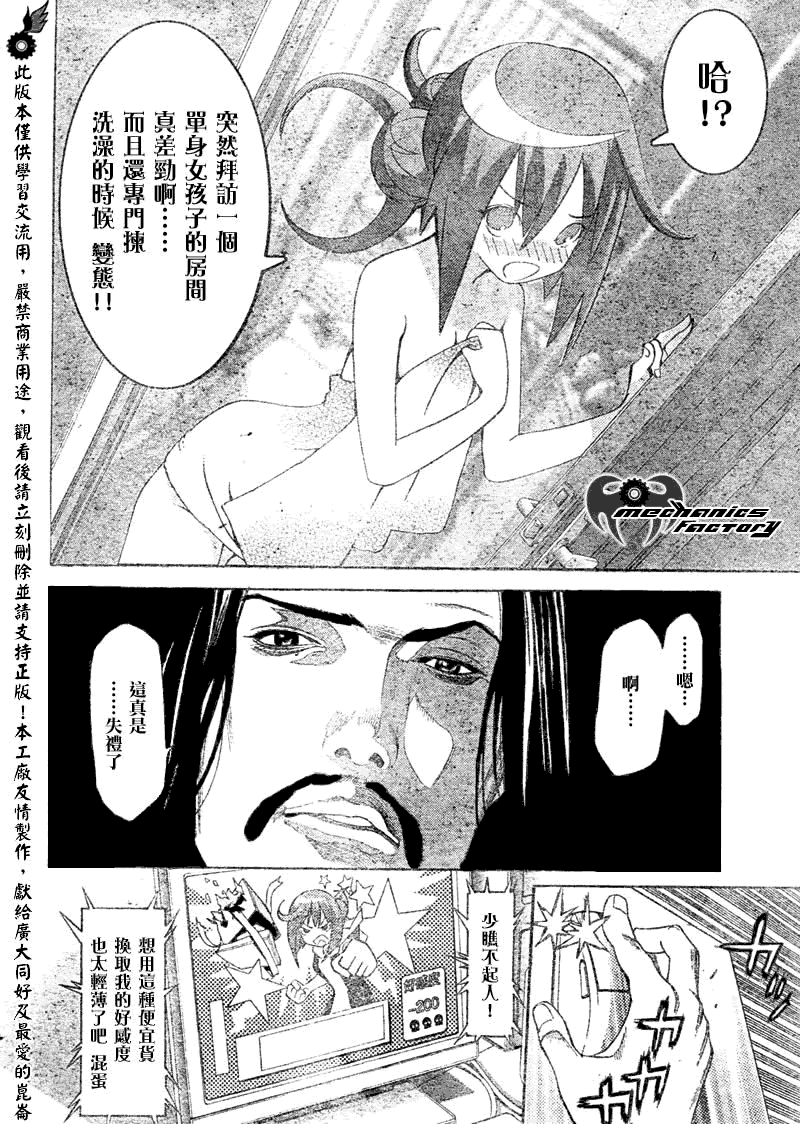 哈!?
突然拜訪一個
單身女孩子的房間
真差勁啊……
而且還專門揀
洗澡的時候 變態!!
mechanics
Factory
……嗯
啊……
這真是
……失禮了
カカカッ
少瞧不起人!
好感度
-200
想用這種便宜貨
換取我的好感度
也太輕薄了吧 混蛋
此版本僅供學習交流用，嚴禁商業用途，觀看後請立刻刪除並請支持正版！本工廠友情製作，獻給廣大同好及最愛的崑崙